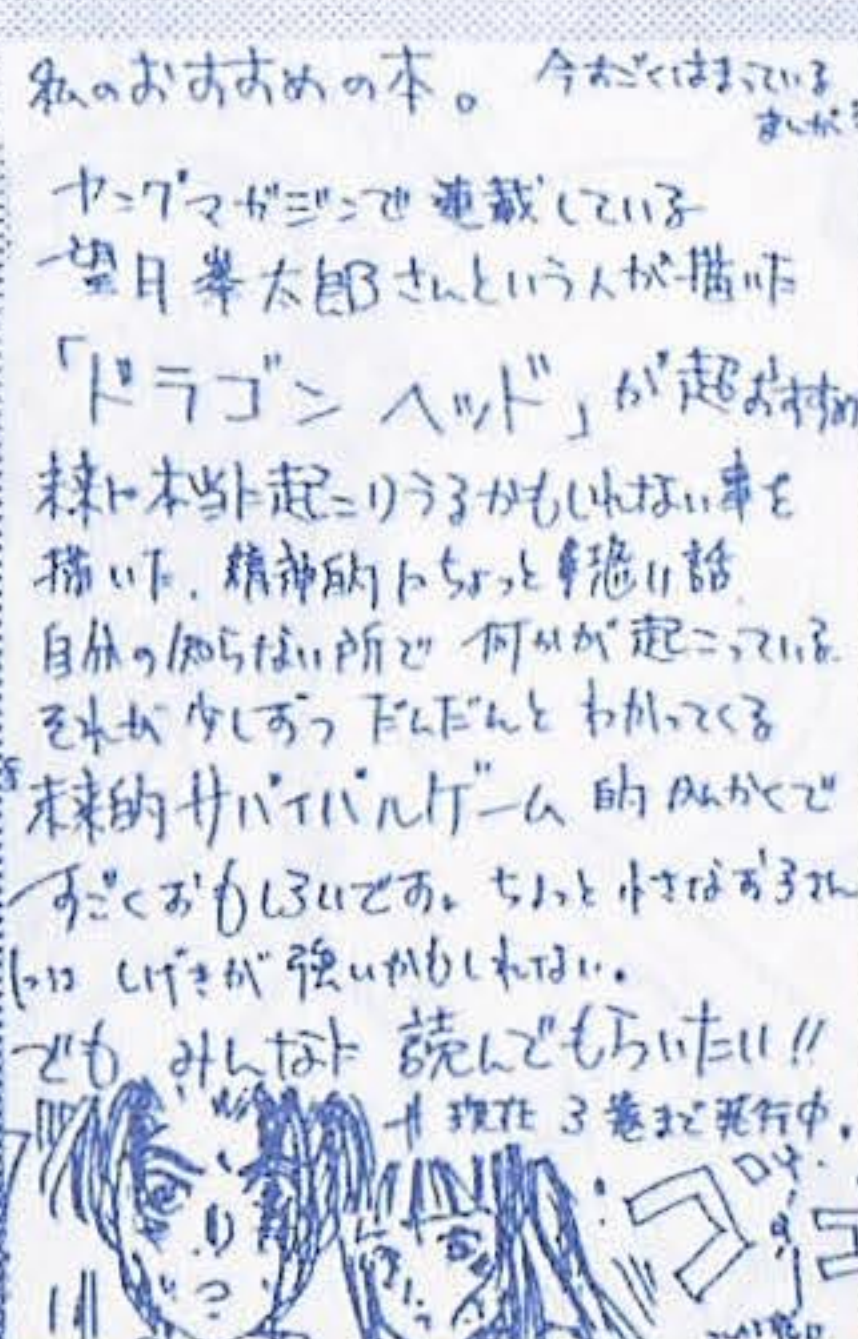 私のおすすめの本。 今すごくはまっている
まんが
ヤングマガジンで連載している
望月峯太郎さんという人が描いた
「ドラゴンヘッド」が超おすすめ
未来に本当に起こりうるかもしれない事を
描いた、精神的にちょっと恐い話
自分の知らない所で何かが起こっている
それが少しずつだんだんとわかってくる
未来的サバイバルゲーム的かんかくで
すごくおもしろいです。ちょっと小さなお子さん
には しげきが強いかもしれない。
でも みんなに 読んでもらいたい!!
現在3巻まで発行中。
ゴゴ